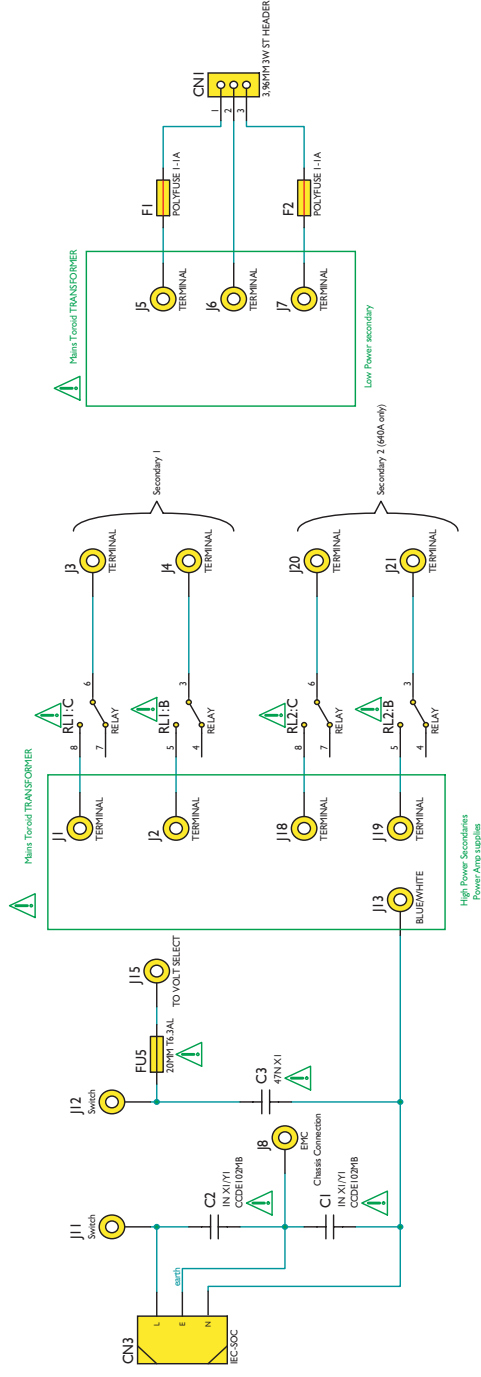 CN3
IEC-SOC
L
E
N
earth
J11
Switch
J12
Switch
C2
1N X1/Y1
CCDE102MB
C1
1N X1/Y1
CCDE102MB
J8
EMC
Chassis Connection
C3
47N X1
FU5
20MM T6.3AL
J15
TO VOLT SELECT
J13
BLUE/WHITE
Mains Toroid TRANSFORMER
High Power Secondaries
Power Amp supplies
J1
TERMINAL
J2
TERMINAL
J18
TERMINAL
J19
TERMINAL
RL1:C
8
7
6
RELAY
RL1:B
5
4
3
RELAY
RL2:C
8
7
6
RELAY
RL2:B
5
4
3
RELAY
J3
TERMINAL
J4
TERMINAL
J20
TERMINAL
J21
TERMINAL
Secondary 1
Secondary 2 (640A only)
Mains Toroid TRANSFORMER
Low Power secondary
J5
TERMINAL
J6
TERMINAL
J7
TERMINAL
F1
POLYFUSE 1-1A
F2
POLYFUSE 1-1A
CN1
1
2
3
3.96MM 3W ST HEADER